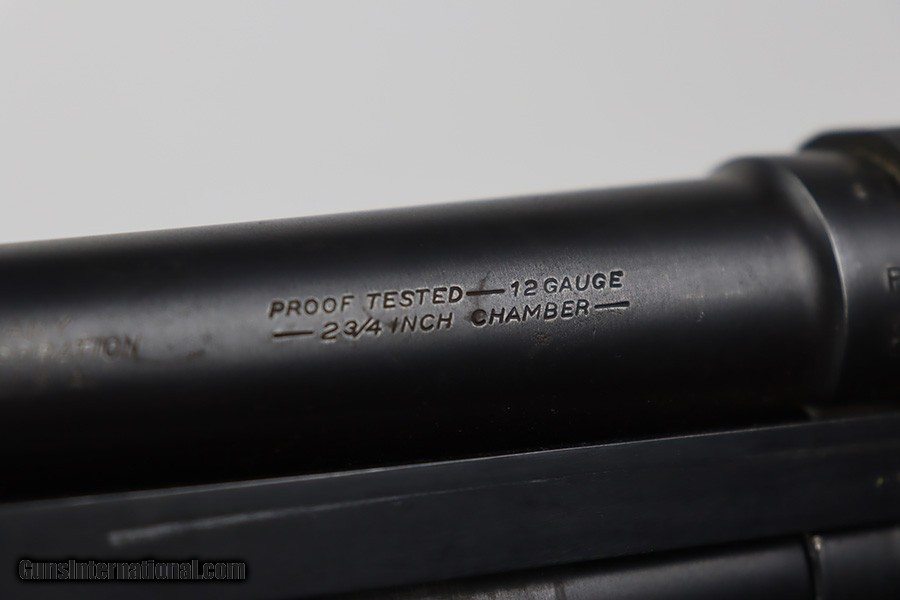 PROOF TESTED—12 GAUGE
—2 3/4 INCH CHAMBER—
GunsInternational.com